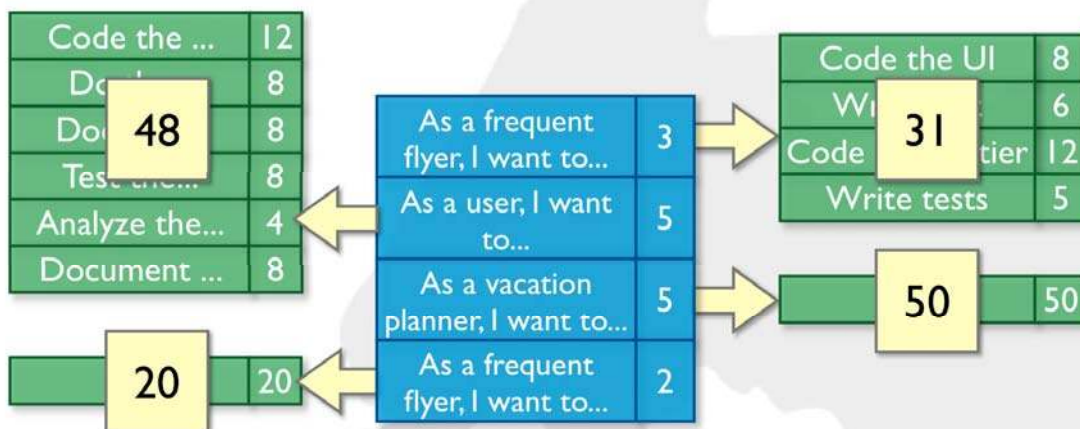 Code the ... 12
8
8
Test the... 8
Analyze the... 4
Document ... 8
48
20
20
As a frequent
flyer, I want to...
3
As a user, I want
to...
5
As a vacation
planner, I want to...
5
As a frequent
flyer, I want to...
2
Code the UI 8
6
Code tier 12
Write tests 5
31
50
50